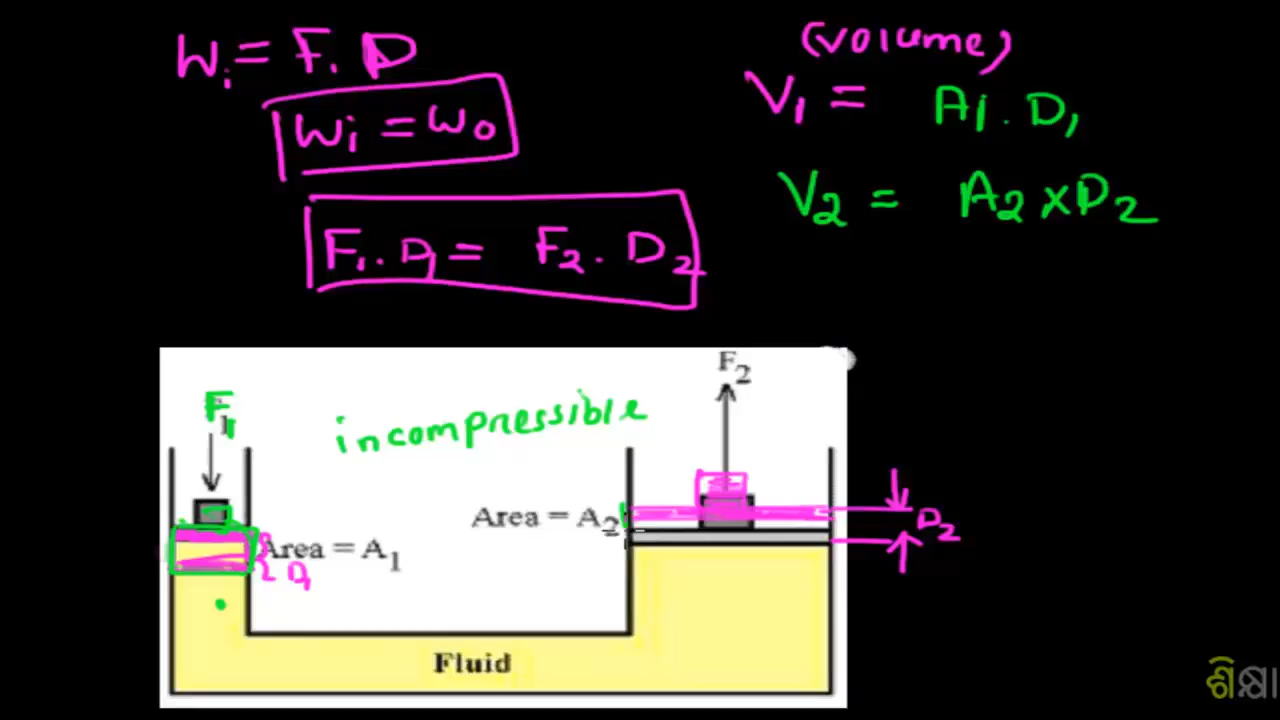 Wi = F. D
Wi = Wo
F1 . D1 = F2 . D2
(volume)
V1 = A1 . D1
V2 = A2 x D2
F2
F1
incompressible
Area = A2
D2
Area = A1
D1
Fluid
ଶିକ୍ଷା